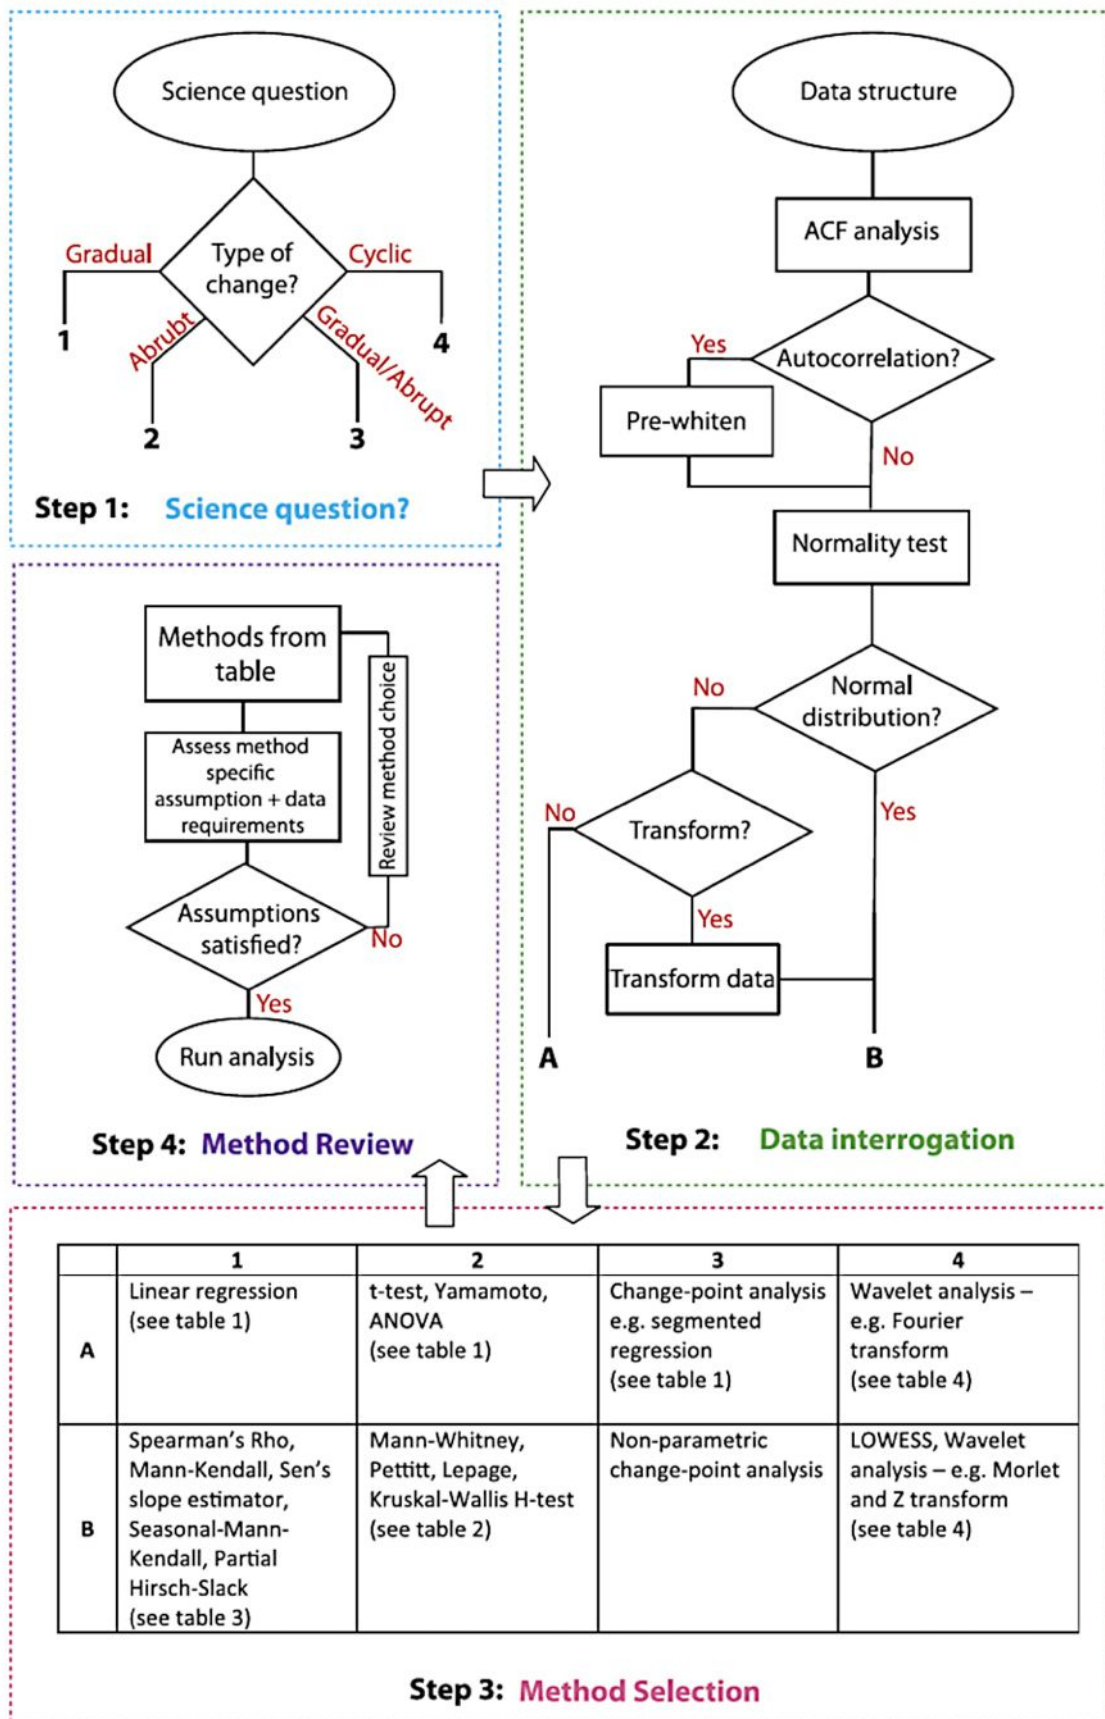 Science question
Type of
change?
Gradual
Cyclic
Abrubt
Gradual/Abrupt
1
2
3
4
Step 1: Science question?
Data structure
ACF analysis
Autocorrelation?
Yes
Pre-whiten
No
Normality test
Normal
distribution?
No
Yes
Transform?
No
Yes
Transform data
A
B
Step 2: Data interrogation
Methods from
table
Review method choice
Assess method
specific
assumption + data
requirements
Assumptions
satisfied?
No
Yes
Run analysis
Step 4: Method Review
1
2
3
4
A
Linear regression
(see table 1)
t-test, Yamamoto,
ANOVA
(see table 1)
Change-point analysis
e.g. segmented
regression
(see table 1)
Wavelet analysis –
e.g. Fourier
transform
(see table 4)
B
Spearman's Rho,
Mann-Kendall, Sen's
slope estimator,
Seasonal-Mann-
Kendall, Partial
Hirsch-Slack
(see table 3)
Mann-Whitney,
Pettitt, Lepage,
Kruskal-Wallis H-test
(see table 2)
Non-parametric
change-point analysis
LOWESS, Wavelet
analysis – e.g. Morlet
and Z transform
(see table 4)
Step 3: Method Selection